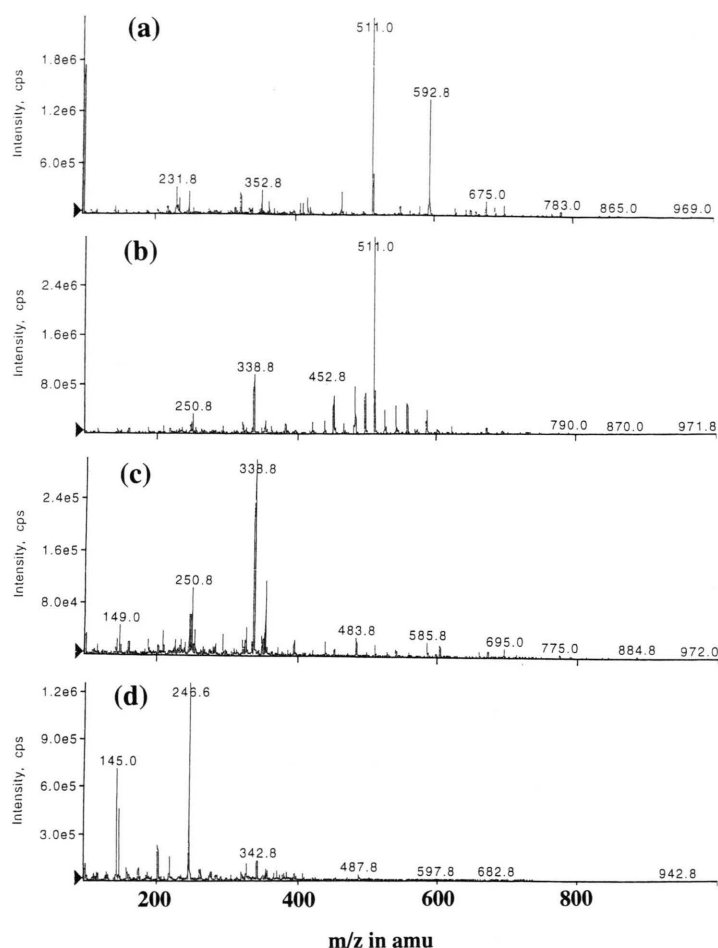 (a)
Intensity, cps
1.8e6
1.2e6
6.0e5
231.8 352.8 511.0 592.8 675.0 783.0 865.0 969.0
(b)
Intensity, cps
2.4e6
1.6e6
8.0e5
250.8 338.8 452.8 511.0 790.0 870.0 971.8
(c)
Intensity, cps
2.4e5
1.6e5
8.0e4
149.0 250.8 338.8 483.8 585.8 695.0 775.0 884.8 972.0
(d)
Intensity, cps
1.2e6
9.0e5
6.0e5
3.0e5
145.0 246.6 342.8 487.8 597.8 682.8 942.8
200 400 600 800
m/z in amu